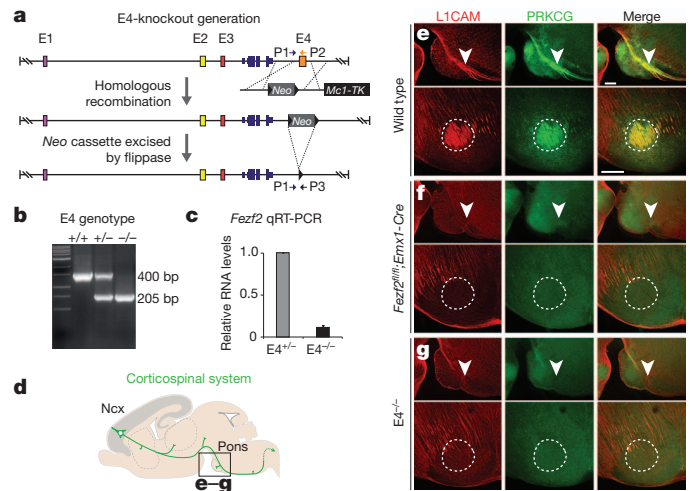 a E4-knockout generation
E1 E2 E3 P1 E4 P2
Homologous
recombination
Neo Mc1-TK
Neo
Neo cassette excised
by flippase
P1 P3
b E4 genotype
+/+ +/− −/−
400 bp
205 bp
c Fezf2 qRT-PCR
Relative RNA levels
1.0
0.5
0
E4+/− E4−/−
d Corticospinal system
Ncx
Pons
e–g
L1CAM PRKCG Merge
e
Wild type
f
Fezf2fl/fl;Emx1-Cre
g
E4−/−